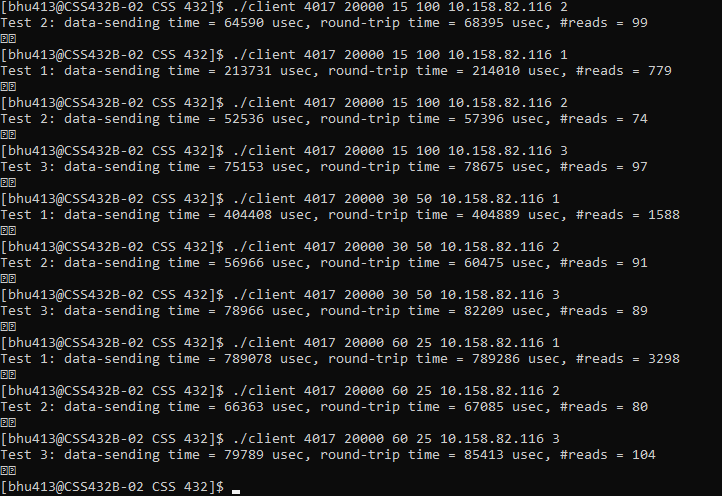 [bhu413@CSS432B-02 CSS 432]$ ./client 4017 20000 15 100 10.158.82.116 2
Test 2: data-sending time = 64590 usec, round-trip time = 68395 usec, #reads = 99
[bhu413@CSS432B-02 CSS 432]$ ./client 4017 20000 15 100 10.158.82.116 1
Test 1: data-sending time = 213731 usec, round-trip time = 214010 usec, #reads = 779
[bhu413@CSS432B-02 CSS 432]$ ./client 4017 20000 15 100 10.158.82.116 2
Test 2: data-sending time = 52536 usec, round-trip time = 57396 usec, #reads = 74
[bhu413@CSS432B-02 CSS 432]$ ./client 4017 20000 15 100 10.158.82.116 3
Test 3: data-sending time = 75153 usec, round-trip time = 78675 usec, #reads = 97
[bhu413@CSS432B-02 CSS 432]$ ./client 4017 20000 30 50 10.158.82.116 1
Test 1: data-sending time = 404408 usec, round-trip time = 404889 usec, #reads = 1588
[bhu413@CSS432B-02 CSS 432]$ ./client 4017 20000 30 50 10.158.82.116 2
Test 2: data-sending time = 56966 usec, round-trip time = 60475 usec, #reads = 91
[bhu413@CSS432B-02 CSS 432]$ ./client 4017 20000 30 50 10.158.82.116 3
Test 3: data-sending time = 78966 usec, round-trip time = 82209 usec, #reads = 89
[bhu413@CSS432B-02 CSS 432]$ ./client 4017 20000 60 25 10.158.82.116 1
Test 1: data-sending time = 789078 usec, round-trip time = 789286 usec, #reads = 3298
[bhu413@CSS432B-02 CSS 432]$ ./client 4017 20000 60 25 10.158.82.116 2
Test 2: data-sending time = 66363 usec, round-trip time = 67085 usec, #reads = 80
[bhu413@CSS432B-02 CSS 432]$ ./client 4017 20000 60 25 10.158.82.116 3
Test 3: data-sending time = 79789 usec, round-trip time = 85413 usec, #reads = 104
[bhu413@CSS432B-02 CSS 432]$